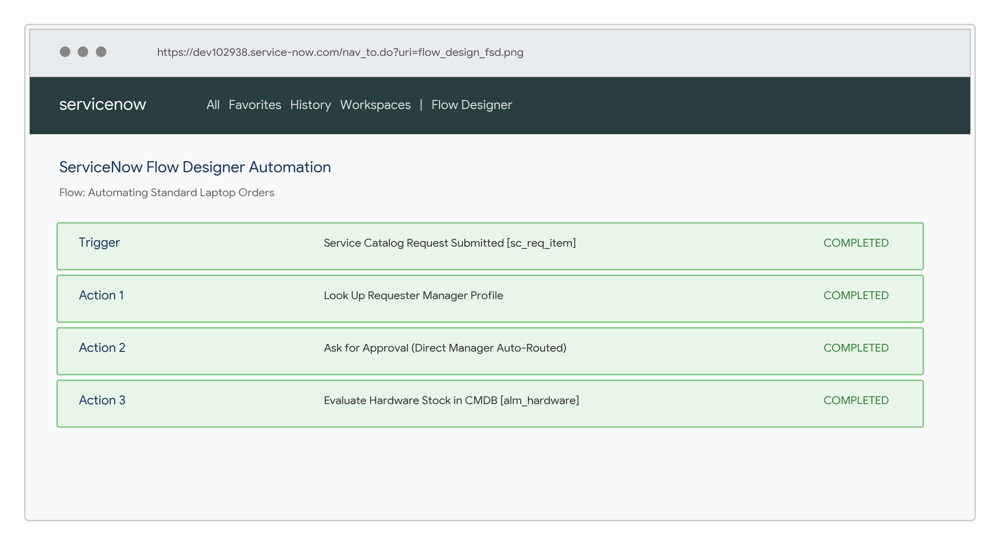 https://dev102938.service-now.com/nav_to.do?uri=flow_design_fsd.png
servicenow All Favorites History Workspaces | Flow Designer
ServiceNow Flow Designer Automation
Flow: Automating Standard Laptop Orders
Trigger Service Catalog Request Submitted [sc_req_item] COMPLETED
Action 1 Look Up Requester Manager Profile COMPLETED
Action 2 Ask for Approval (Direct Manager Auto-Routed) COMPLETED
Action 3 Evaluate Hardware Stock in CMDB [alm_hardware] COMPLETED